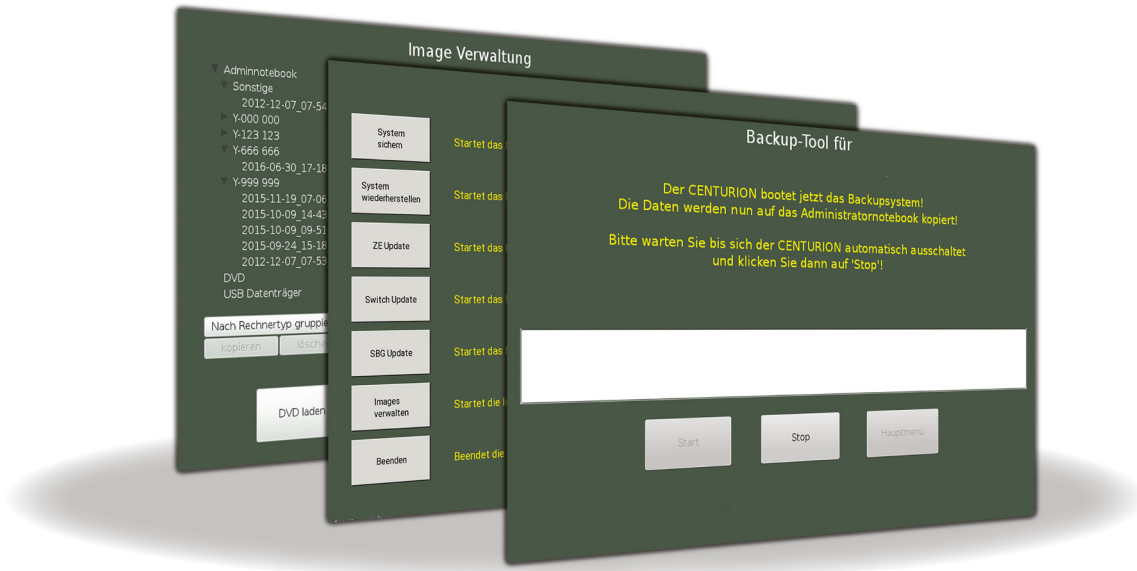 Image Verwaltung
Adminnotebook
Sonstige
2012-12-07_07-54
Y-000 000
Y-123 123
Y-666 666
2016-06-30_17-18
Y-999 999
2015-11-19_07-06
2015-10-09_14-43
2015-10-09_09-51
2015-09-24_15-18
2012-12-07_07-53
DVD
USB Datenträger
Nach Rechnertyp gruppie
kopieren
lösche
DVD laden
System
sichern
Startet das
System
wiederherstellen
Startet das
ZE Update
Startet das
Switch Update
Startet das
SBG Update
Startet das
Images
verwalten
Startet die
Beenden
Beendet die
Backup-Tool für
Der CENTURION bootet jetzt das Backupsystem!
Die Daten werden nun auf das Administratornotebook kopiert!
Bitte warten Sie bis sich der CENTURION automatisch ausschaltet
und klicken Sie dann auf 'Stop'!
Start
Stop
Hauptmenü